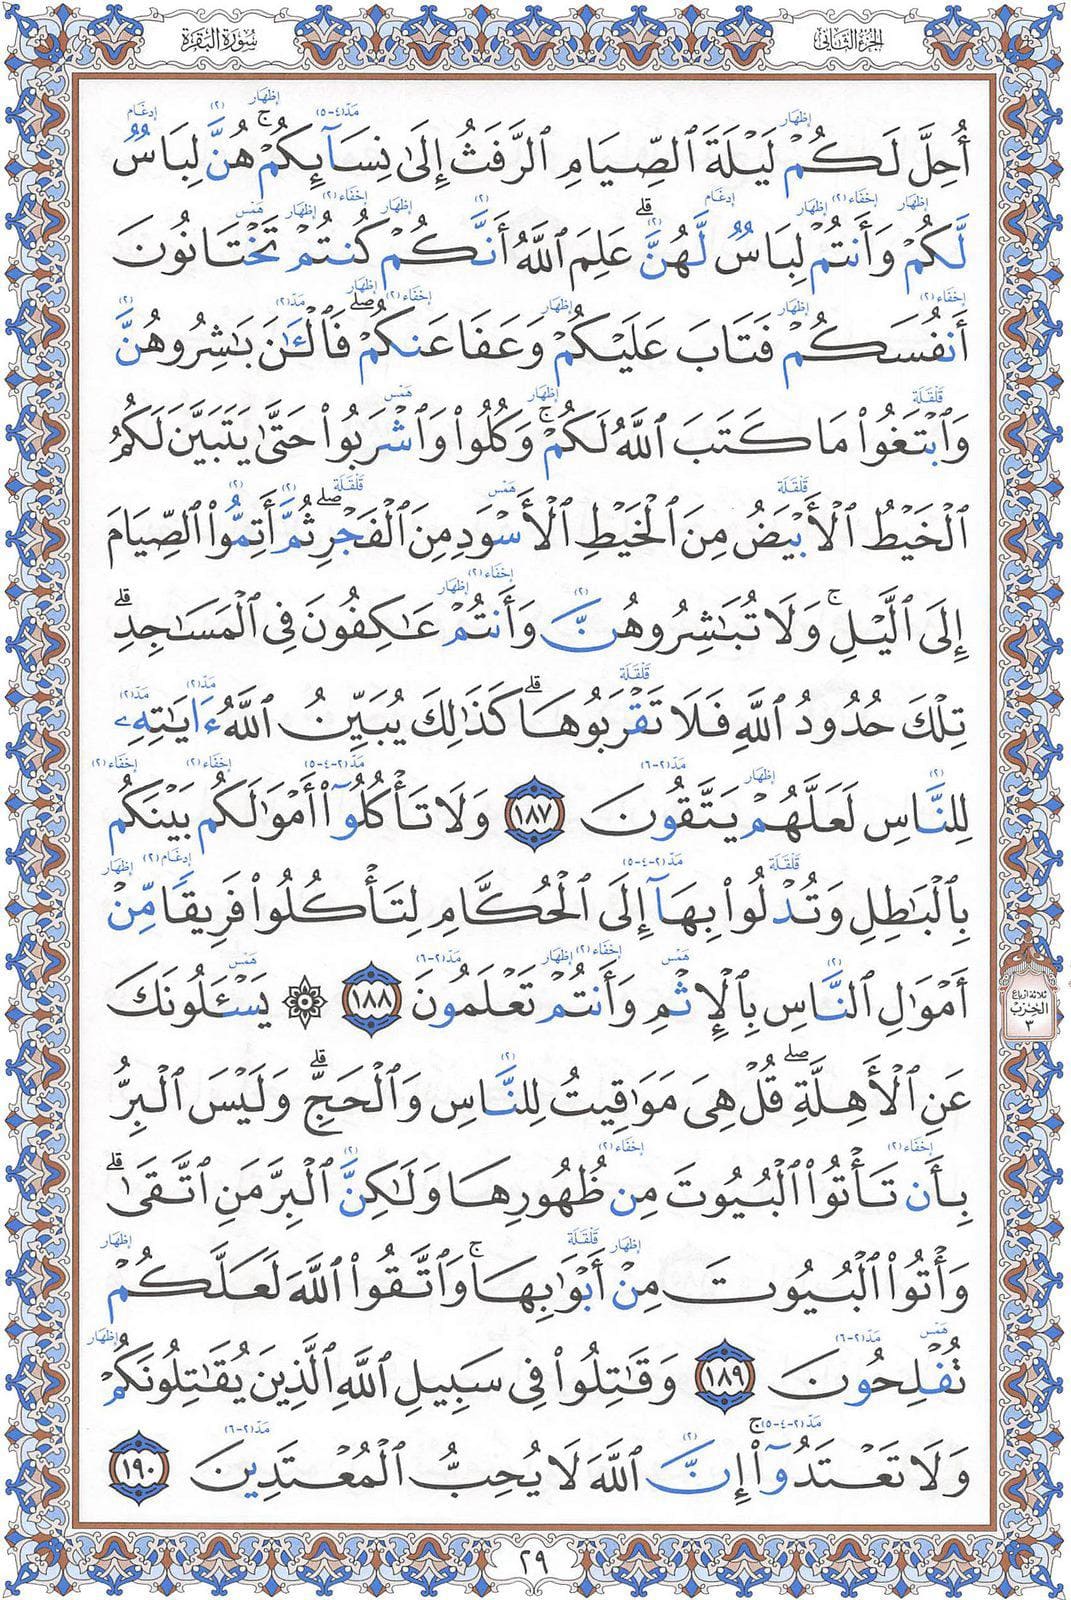 الجزء الثاني
سورة البقرة
أُحِلَّ لَكُمْ لَيْلَةَ ٱلصِّيَامِ ٱلرَّفَثُ إِلَىٰ نِسَآئِكُمْ ۚ هُنَّ لِبَاسٌ
لَّكُمْ وَأَنتُمْ لِبَاسٌ لَّهُنَّ ۗ عَلِمَ ٱللَّهُ أَنَّكُمْ كُنتُمْ تَخْتَانُونَ
أَنفُسَكُمْ فَتَابَ عَلَيْكُمْ وَعَفَا عَنكُمْ ۖ فَٱلْـَٔـٰنَ بَـٰشِرُوهُنَّ
وَٱبْتَغُوا۟ مَا كَتَبَ ٱللَّهُ لَكُمْ ۚ وَكُلُوا۟ وَٱشْرَبُوا۟ حَتَّىٰ يَتَبَيَّنَ لَكُمُ
ٱلْخَيْطُ ٱلْأَبْيَضُ مِنَ ٱلْخَيْطِ ٱلْأَسْوَدِ مِنَ ٱلْفَجْرِ ۖ ثُمَّ أَتِمُّوا۟ ٱلصِّيَامَ
إِلَى ٱلَّيْلِ ۚ وَلَا تُبَـٰشِرُوهُنَّ وَأَنتُمْ عَـٰكِفُونَ فِى ٱلْمَسَـٰجِدِ ۗ
تِلْكَ حُدُودُ ٱللَّهِ فَلَا تَقْرَبُوهَا ۗ كَذَٰلِكَ يُبَيِّنُ ٱللَّهُ ءَايَـٰتِهِۦ
لِلنَّاسِ لَعَلَّهُمْ يَتَّقُونَ ١٨٧ وَلَا تَأْكُلُوٓا۟ أَمْوَٰلَكُم بَيْنَكُم
بِٱلْبَـٰطِلِ وَتُدْلُوا۟ بِهَآ إِلَى ٱلْحُكَّامِ لِتَأْكُلُوا۟ فَرِيقًا مِّنْ
أَمْوَٰلِ ٱلنَّاسِ بِٱلْإِثْمِ وَأَنتُمْ تَعْلَمُونَ ١٨٨ ۞ يَسْـَٔلُونَكَ
عَنِ ٱلْأَهِلَّةِ ۖ قُلْ هِىَ مَوَٰقِيتُ لِلنَّاسِ وَٱلْحَجِّ ۗ وَلَيْسَ ٱلْبِرُّ
بِأَن تَأْتُوا۟ ٱلْبُيُوتَ مِن ظُهُورِهَا وَلَـٰكِنَّ ٱلْبِرَّ مَنِ ٱتَّقَىٰ ۗ
وَأْتُوا۟ ٱلْبُيُوتَ مِنْ أَبْوَٰبِهَا ۚ وَٱتَّقُوا۟ ٱللَّهَ لَعَلَّكُمْ
تُفْلِحُونَ ١٨٩ وَقَـٰتِلُوا۟ فِى سَبِيلِ ٱللَّهِ ٱلَّذِينَ يُقَـٰتِلُونَكُمْ
وَلَا تَعْتَدُوٓا۟ ۚ إِنَّ ٱللَّهَ لَا يُحِبُّ ٱلْمُعْتَدِينَ ١٩٠
ثلاثة أرباع
الحزب
٣
٢٩